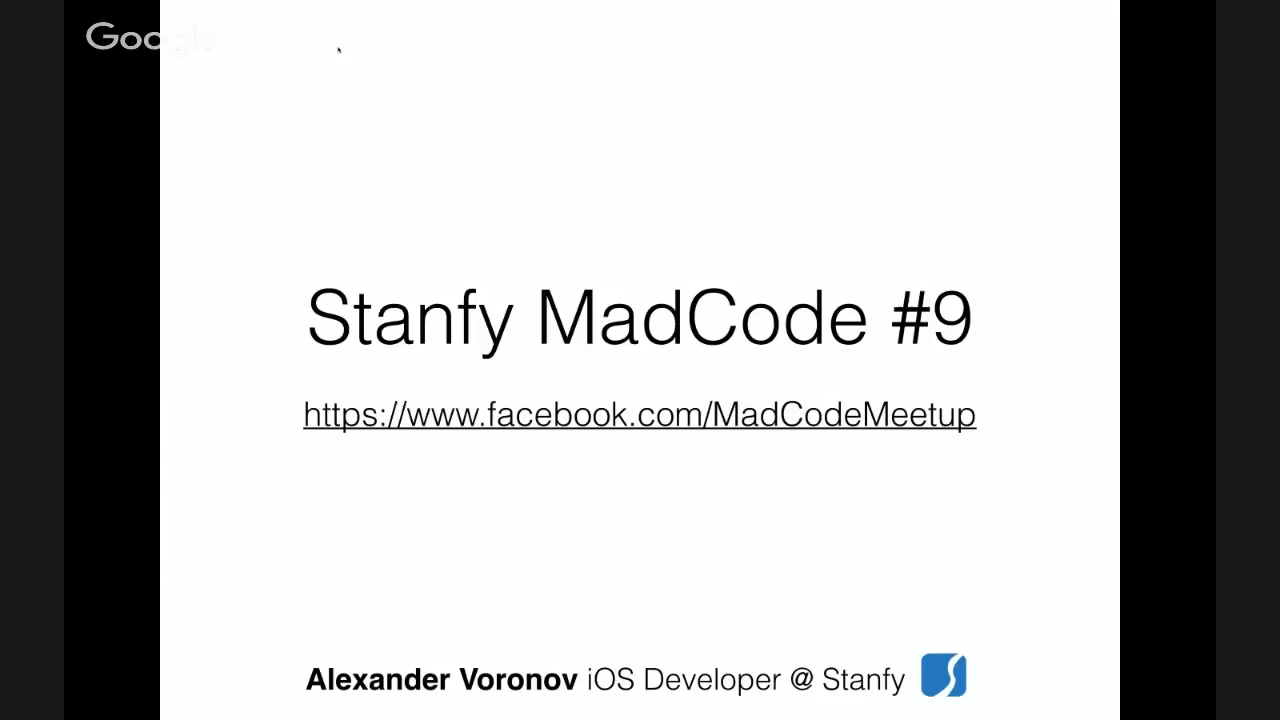 Google
Stanfy MadCode #9
https://www.facebook.com/MadCodeMeetup
Alexander Voronov iOS Developer @ Stanfy